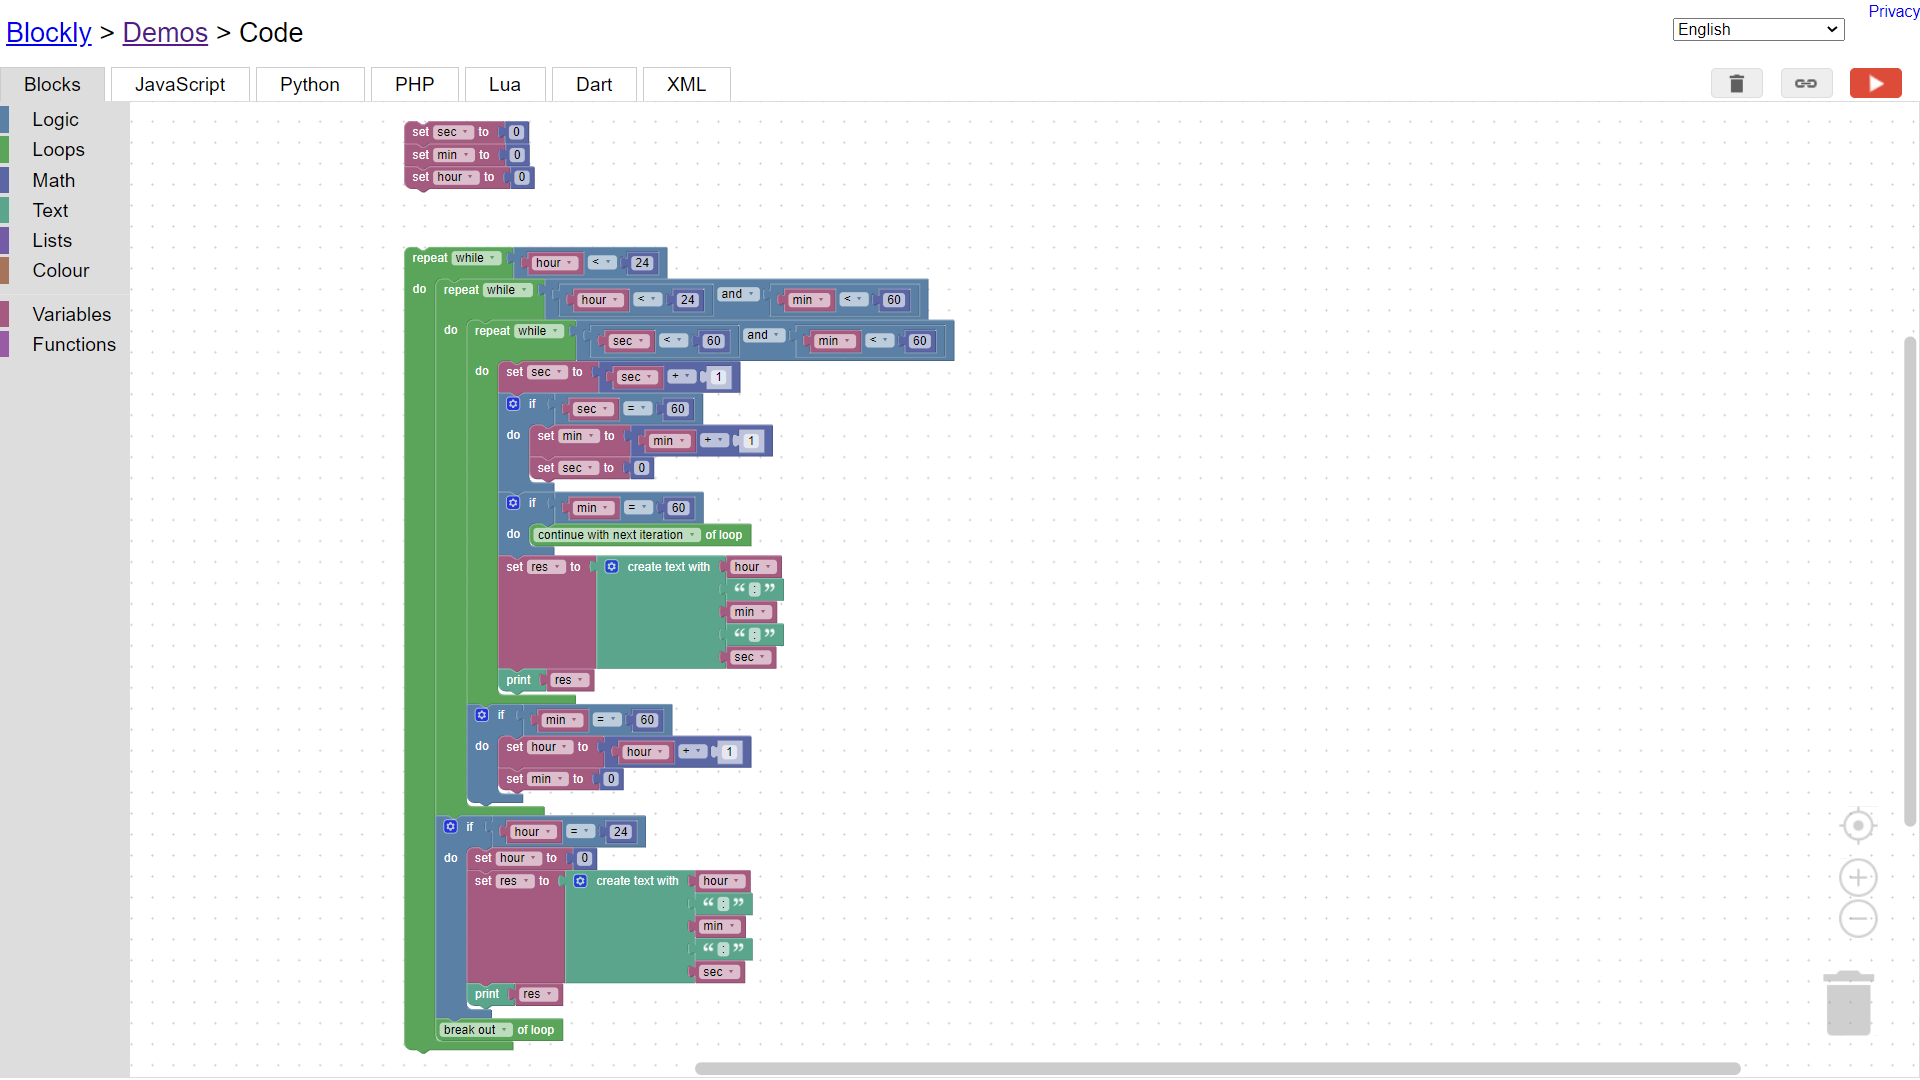 Privacy
Blockly > Demos > Code
English
Blocks JavaScript Python PHP Lua Dart XML
Logic
Loops
Math
Text
Lists
Colour
Variables
Functions
set sec to 0
set min to 0
set hour to 0
repeat while hour < 24
do repeat while hour < 24 and min < 60
do repeat while sec < 60 and min < 60
do set sec to sec + 1
if sec = 60
do set min to min + 1
set sec to 0
if min = 60
do continue with next iteration of loop
set res to create text with hour
“ : ”
min
“ : ”
sec
print res
if min = 60
do set hour to hour + 1
set min to 0
if hour = 24
do set hour to 0
set res to create text with hour
“ : ”
min
“ : ”
sec
print res
break out of loop